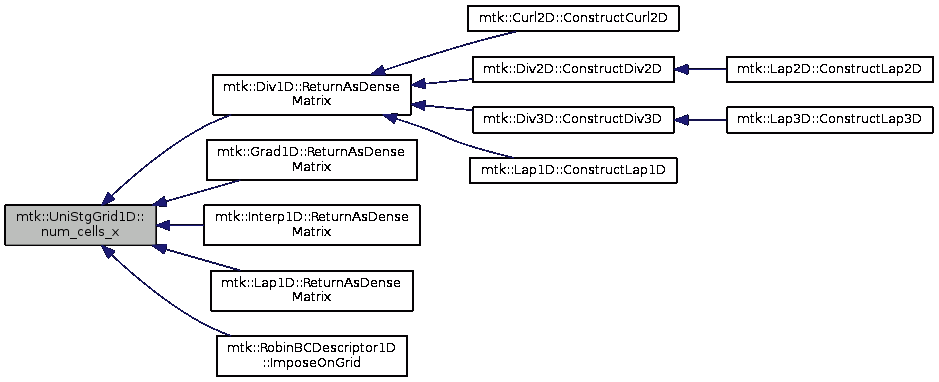 mtk::UniStgGrid1D::
num_cells_x
mtk::Div1D::ReturnAsDense
Matrix
mtk::Curl2D::ConstructCurl2D
mtk::Div2D::ConstructDiv2D
mtk::Lap2D::ConstructLap2D
mtk::Div3D::ConstructDiv3D
mtk::Lap3D::ConstructLap3D
mtk::Lap1D::ConstructLap1D
mtk::Grad1D::ReturnAsDense
Matrix
mtk::Interp1D::ReturnAsDense
Matrix
mtk::Lap1D::ReturnAsDense
Matrix
mtk::RobinBCDescriptor1D
::ImposeOnGrid